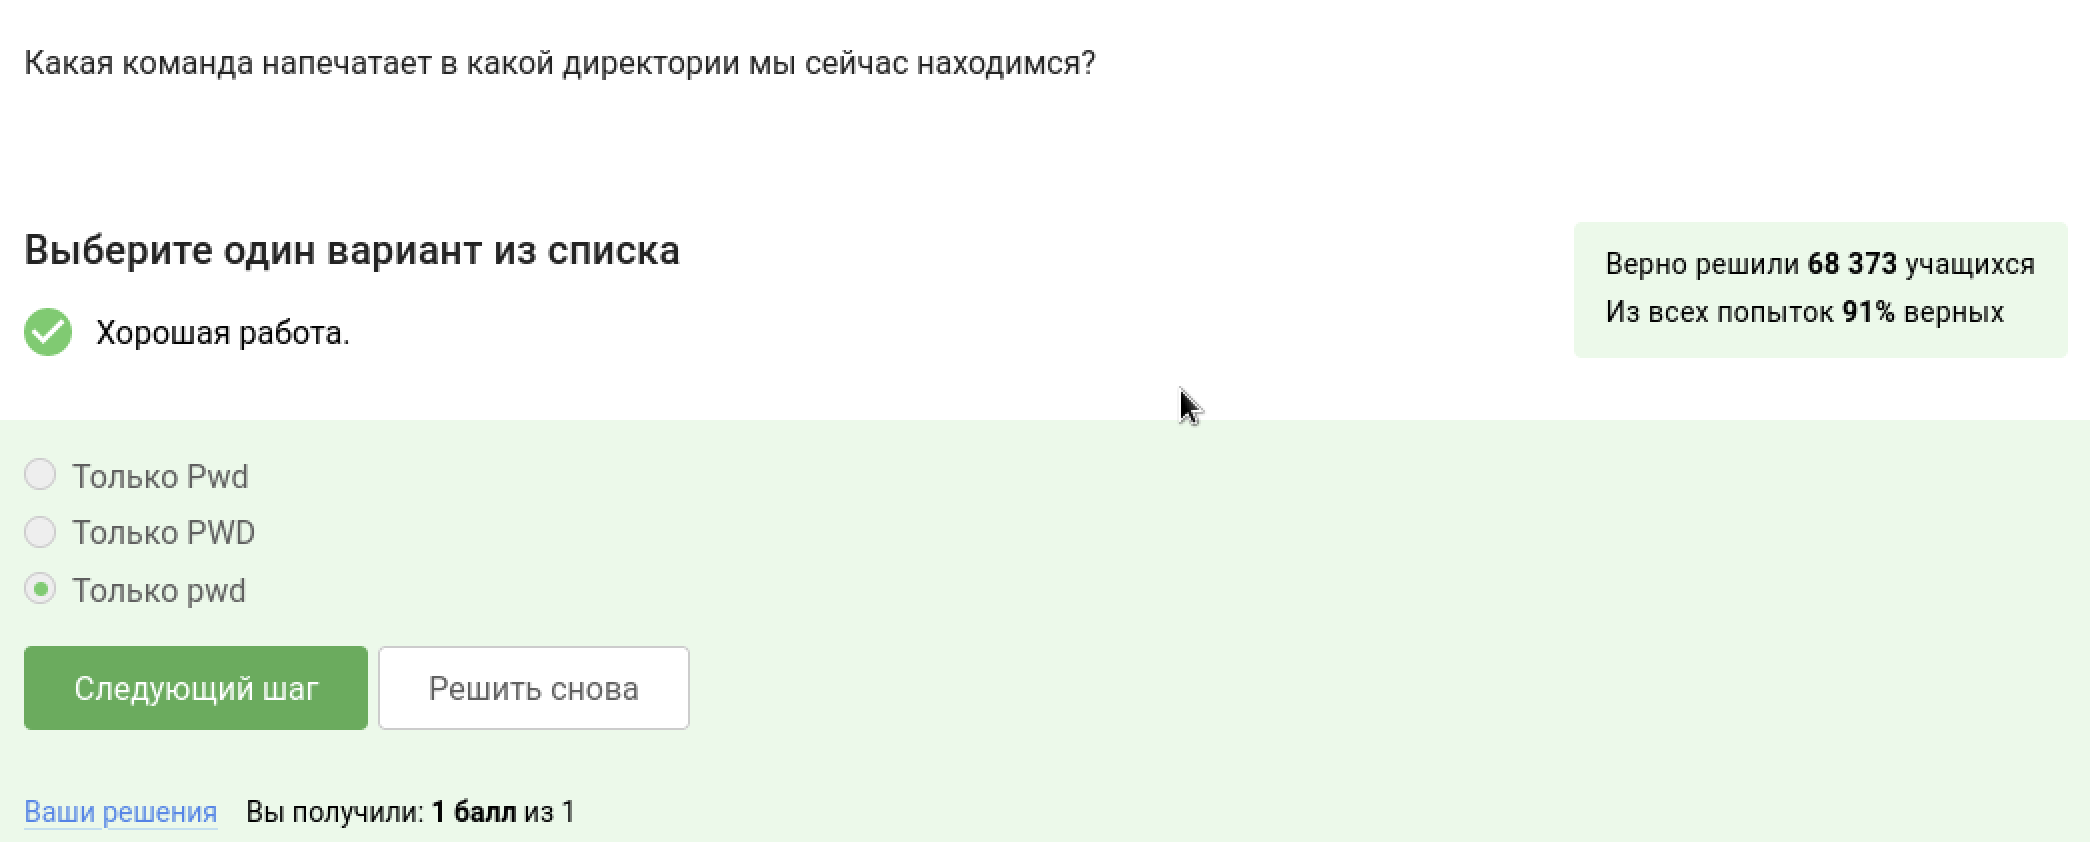 Какая команда напечатает в какой директории мы сейчас находимся?
Выберите один вариант из списка
Хорошая работа.
Верно решили 68 373 учащихся
Из всех попыток 91% верных
Только Pwd
Только PWD
Только pwd
Следующий шаг
Решить снова
Ваши решения Вы получили: 1 балл из 1